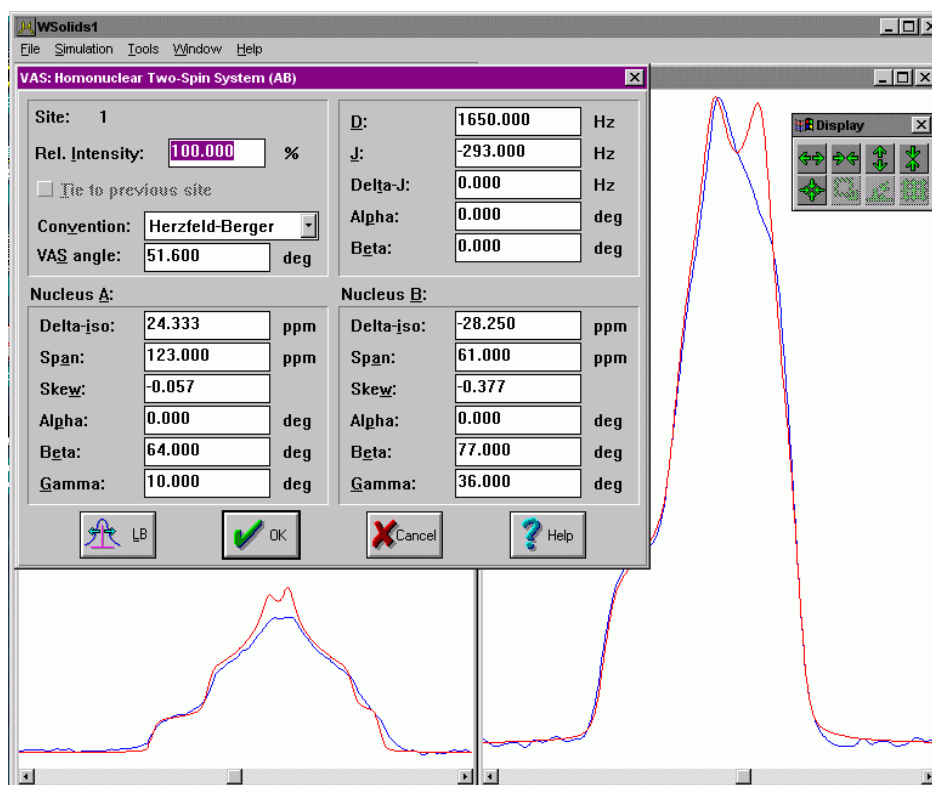 WSolids1
File Simulation Tools Window Help
VAS: Homonuclear Two-Spin System (AB)
Site: 1
Rel. Intensity: 100.000 %
Tie to previous site
Convention: Herzfeld-Berger
VAS angle: 51.600 deg
D: 1650.000 Hz
J: -293.000 Hz
Delta-J: 0.000 Hz
Alpha: 0.000 deg
Beta: 0.000 deg
Nucleus A:
Delta-iso: 24.333 ppm
Span: 123.000 ppm
Skew: -0.057
Alpha: 0.000 deg
Beta: 64.000 deg
Gamma: 10.000 deg
Nucleus B:
Delta-iso: -28.250 ppm
Span: 61.000 ppm
Skew: -0.377
Alpha: 0.000 deg
Beta: 77.000 deg
Gamma: 36.000 deg
LB OK Cancel Help
Display